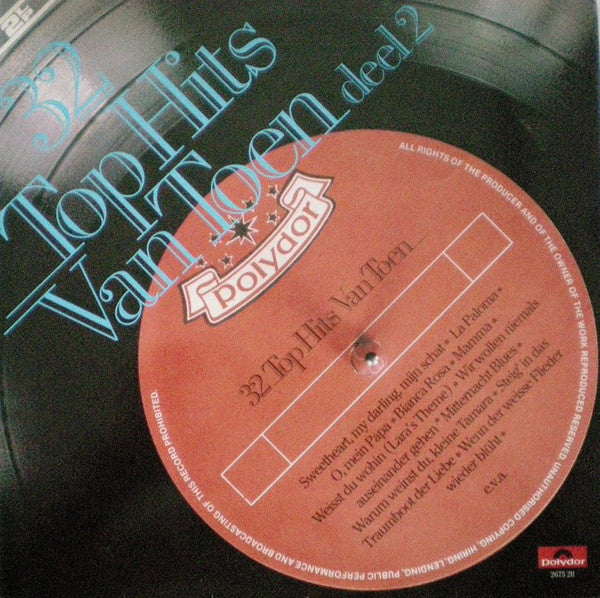 2LP
32
Top Hits
Van Toen deel 2
polydor
32 Top Hits Van Toen
Sweetheart, my darling, mijn schat • La Paloma •
O, mein Papa • Bianca Rosa • Mamma •
Weisst du wohin (Lara's Theme) • Wir wollen niemals
auseinander gehen • Mitternacht Blues •
Warum weinst du, kleine Tamara • Steig' in das
Traumboot der Liebe • Wenn der weisse Flieder
wieder blüht •
e.v.a.
ALL RIGHTS OF THE PRODUCER AND OF THE OWNER OF THE WORK REPRODUCED RESERVED UNAUTHORISED COPYING, HIRING, LENDING, PUBLIC PERFORMANCE AND BROADCASTING OF THIS RECORD PROHIBITED.
polydor
2675 211